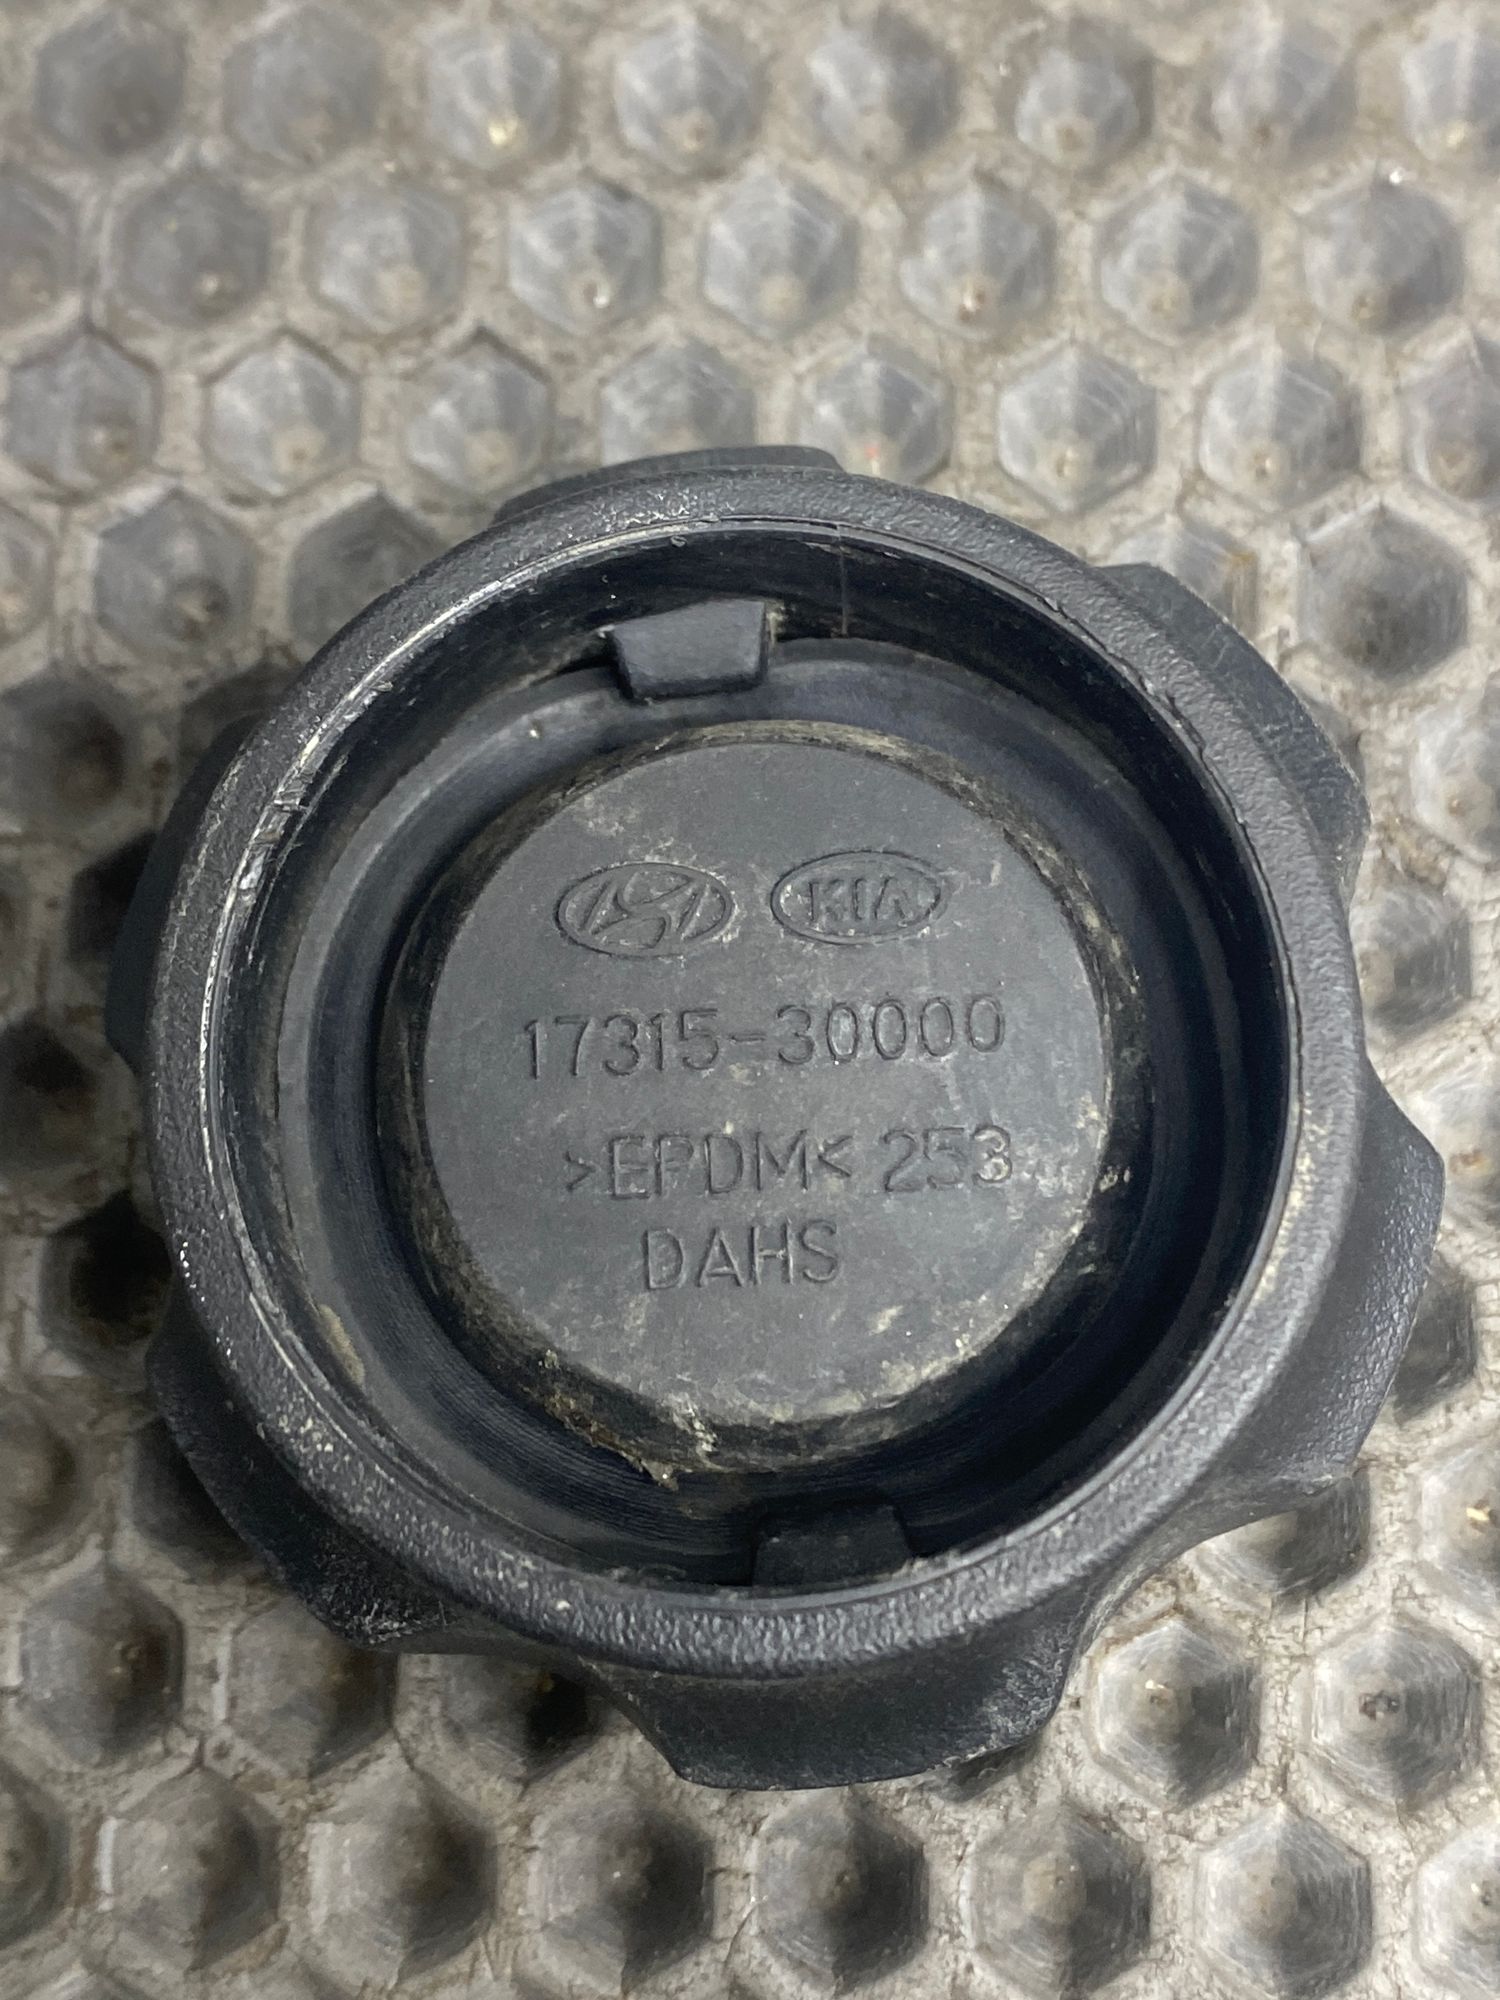 KIA
17315-30000
>EPDM< 253
DAHS